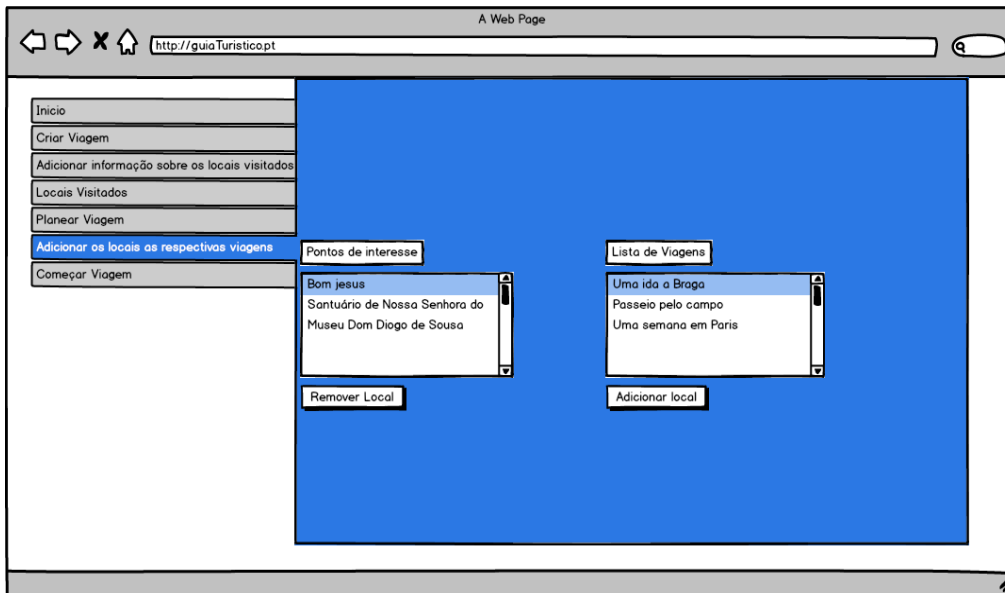 A Web Page
http://guiaTuristico.pt
Inicio
Criar Viagem
Adicionar informação sobre os locais visitados
Locais Visitados
Planear Viagem
Adicionar os locais as respectivas viagens
Começar Viagem
Pontos de interesse
Bom jesus
Santuário de Nossa Senhora do
Museu Dom Diogo de Sousa
Remover Local
Lista de Viagens
Uma ida a Braga
Passeio pelo campo
Uma semana em Paris
Adicionar local